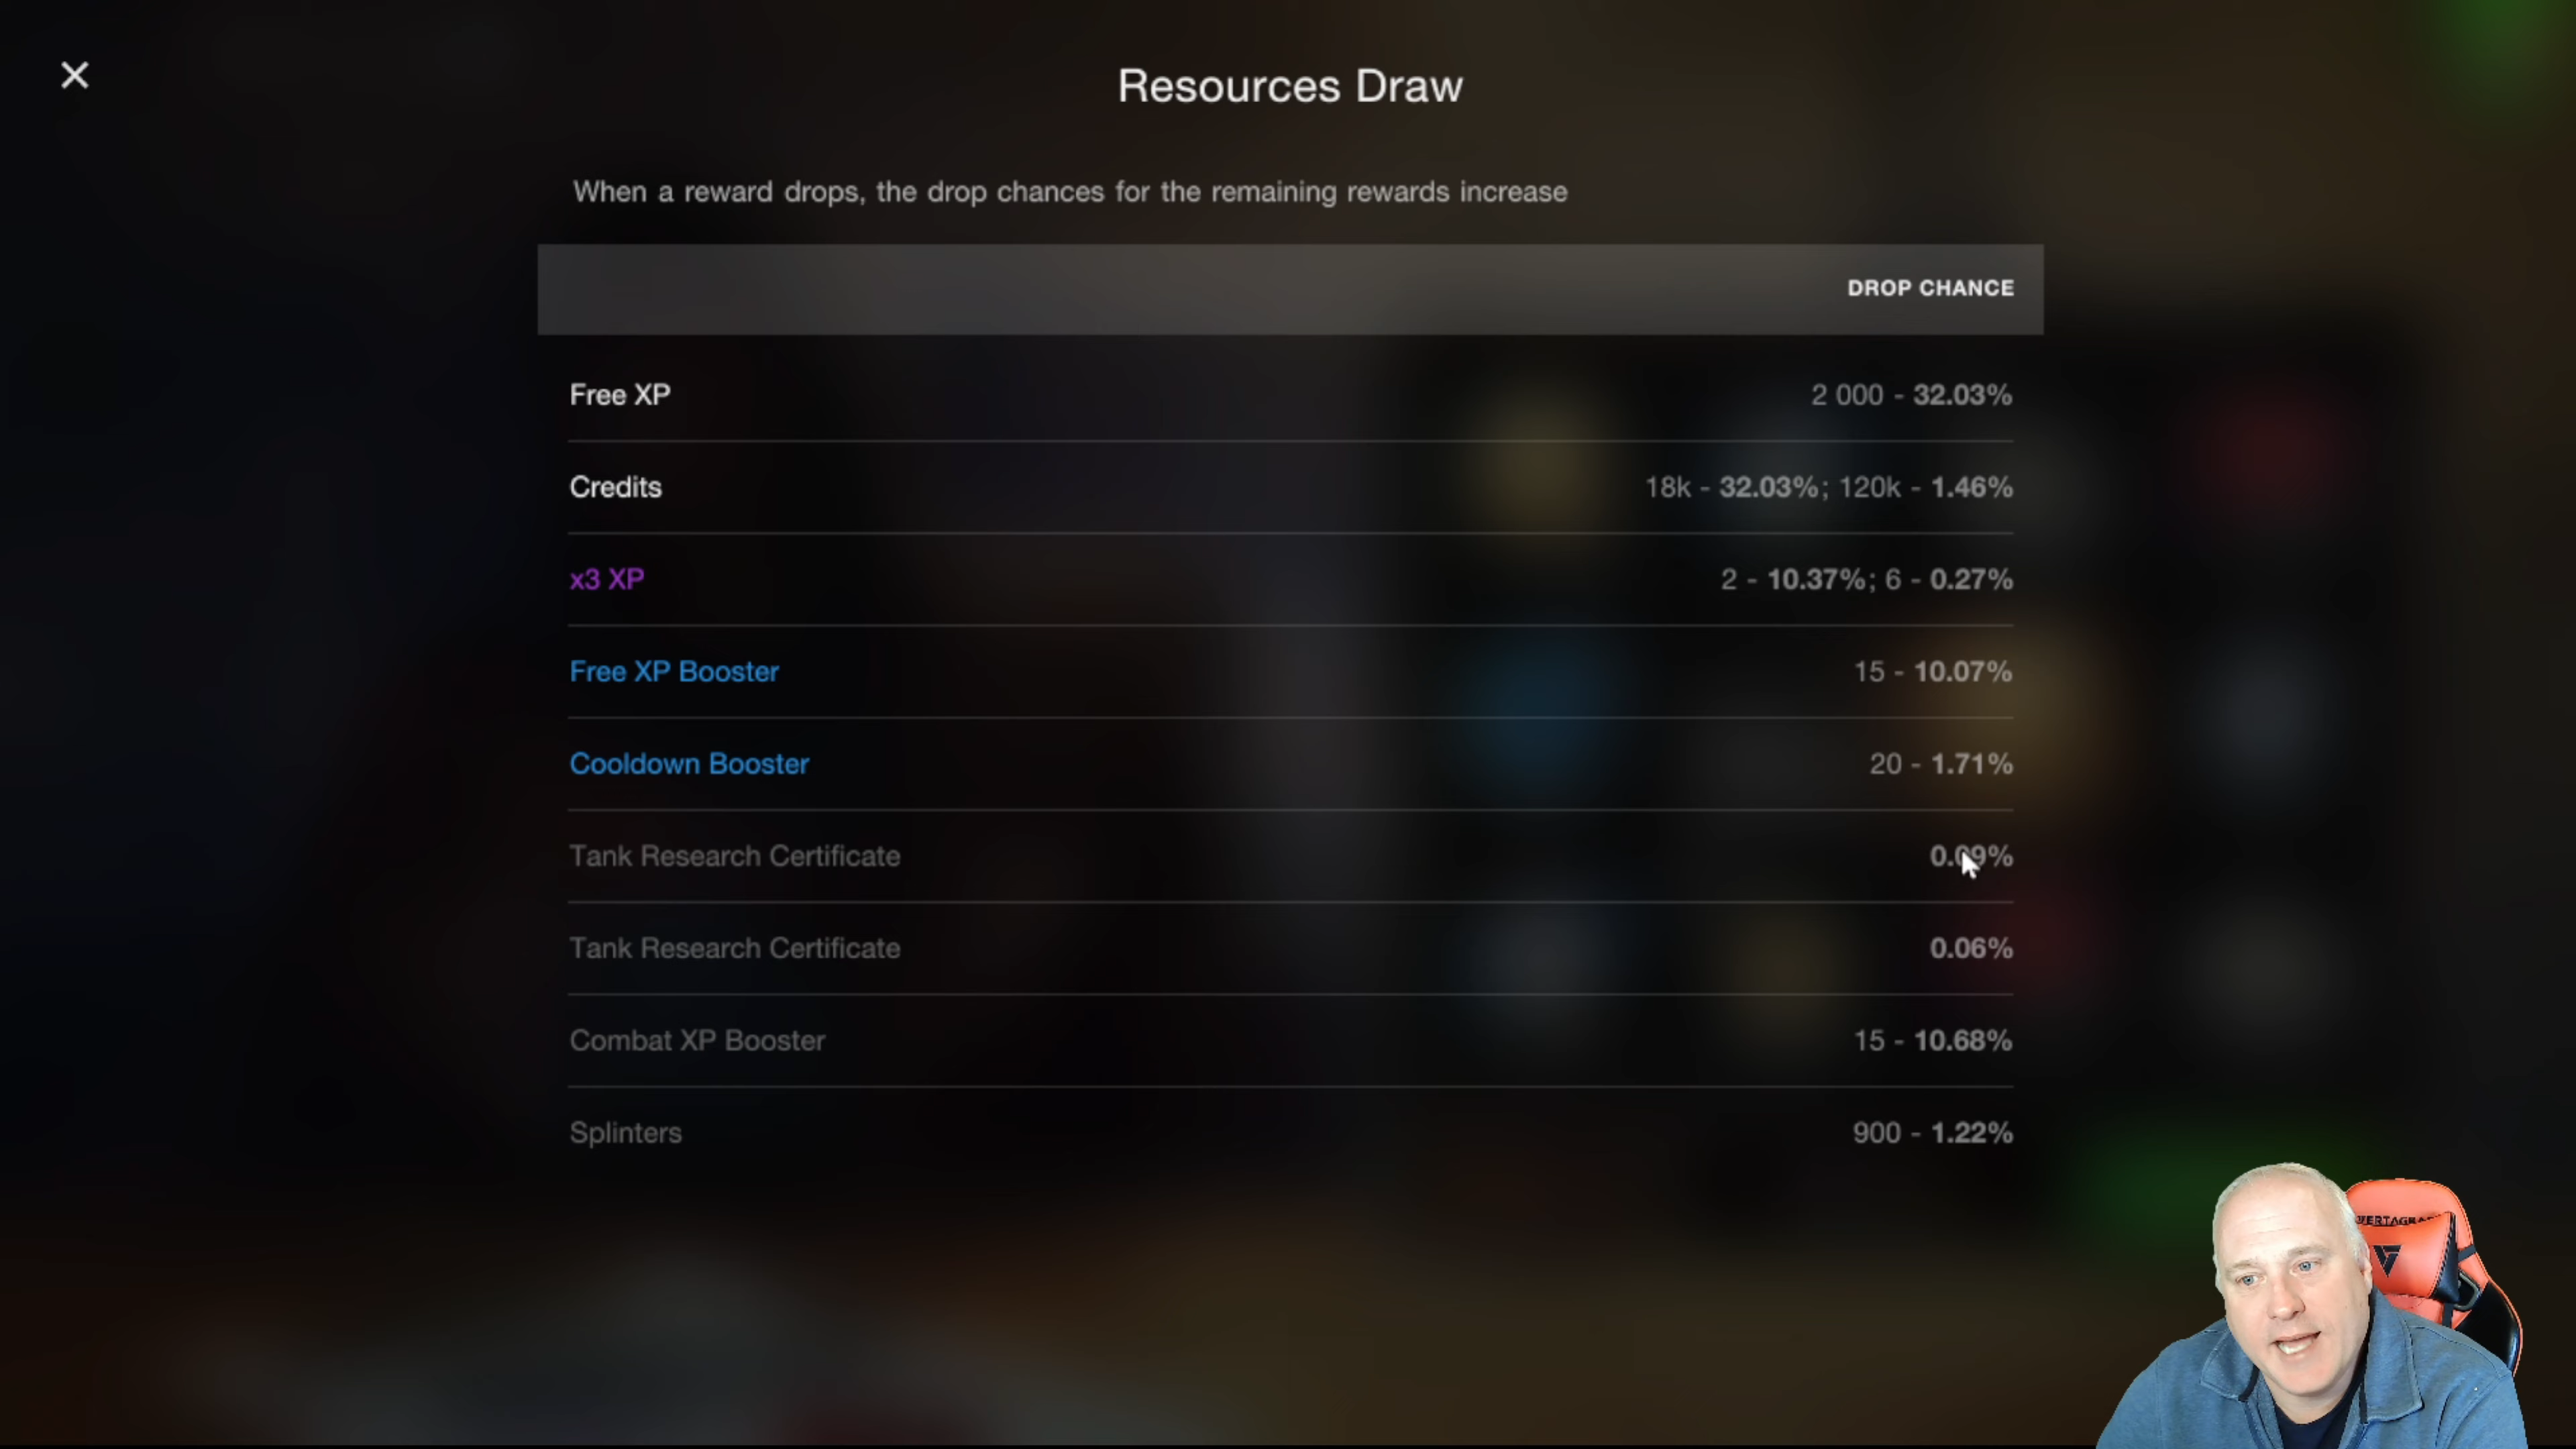 Resources Draw
When a reward drops, the drop chances for the remaining rewards increase
DROP CHANCE
Free XP 2 000 - 32.03%
Credits 18k - 32.03%; 120k - 1.46%
x3 XP 2 - 10.37%; 6 - 0.27%
Free XP Booster 15 - 10.07%
Cooldown Booster 20 - 1.71%
Tank Research Certificate 0.09%
Tank Research Certificate 0.06%
Combat XP Booster 15 - 10.68%
Splinters 900 - 1.22%